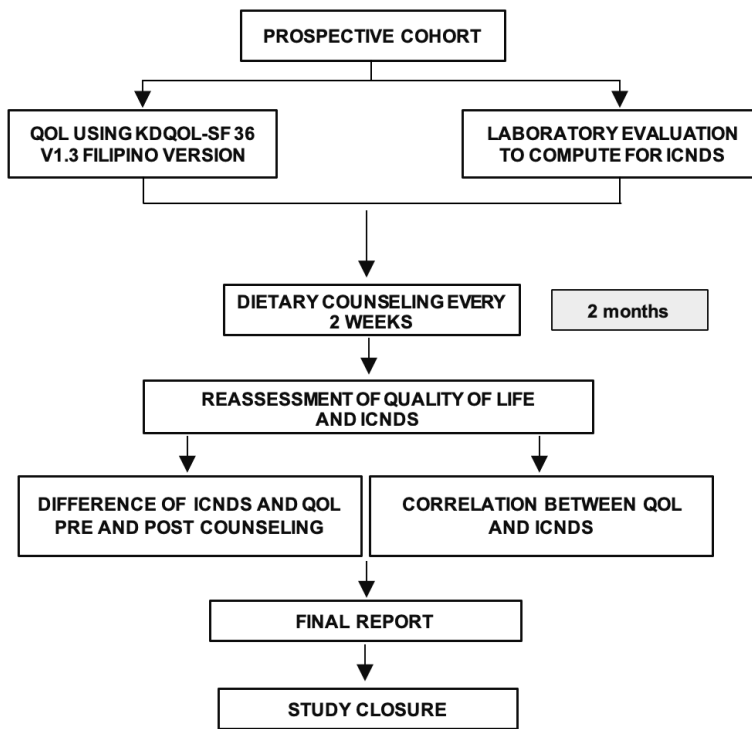 PROSPECTIVE COHORT
QOL USING KDQOL-SF 36
V1.3 FILIPINO VERSION
LABORATORY EVALUATION
TO COMPUTE FOR ICNDS
DIETARY COUNSELING EVERY
2 WEEKS
2 months
REASSESSMENT OF QUALITY OF LIFE
AND ICNDS
DIFFERENCE OF ICNDS AND QOL
PRE AND POST COUNSELING
CORRELATION BETWEEN QOL
AND ICNDS
FINAL REPORT
STUDY CLOSURE